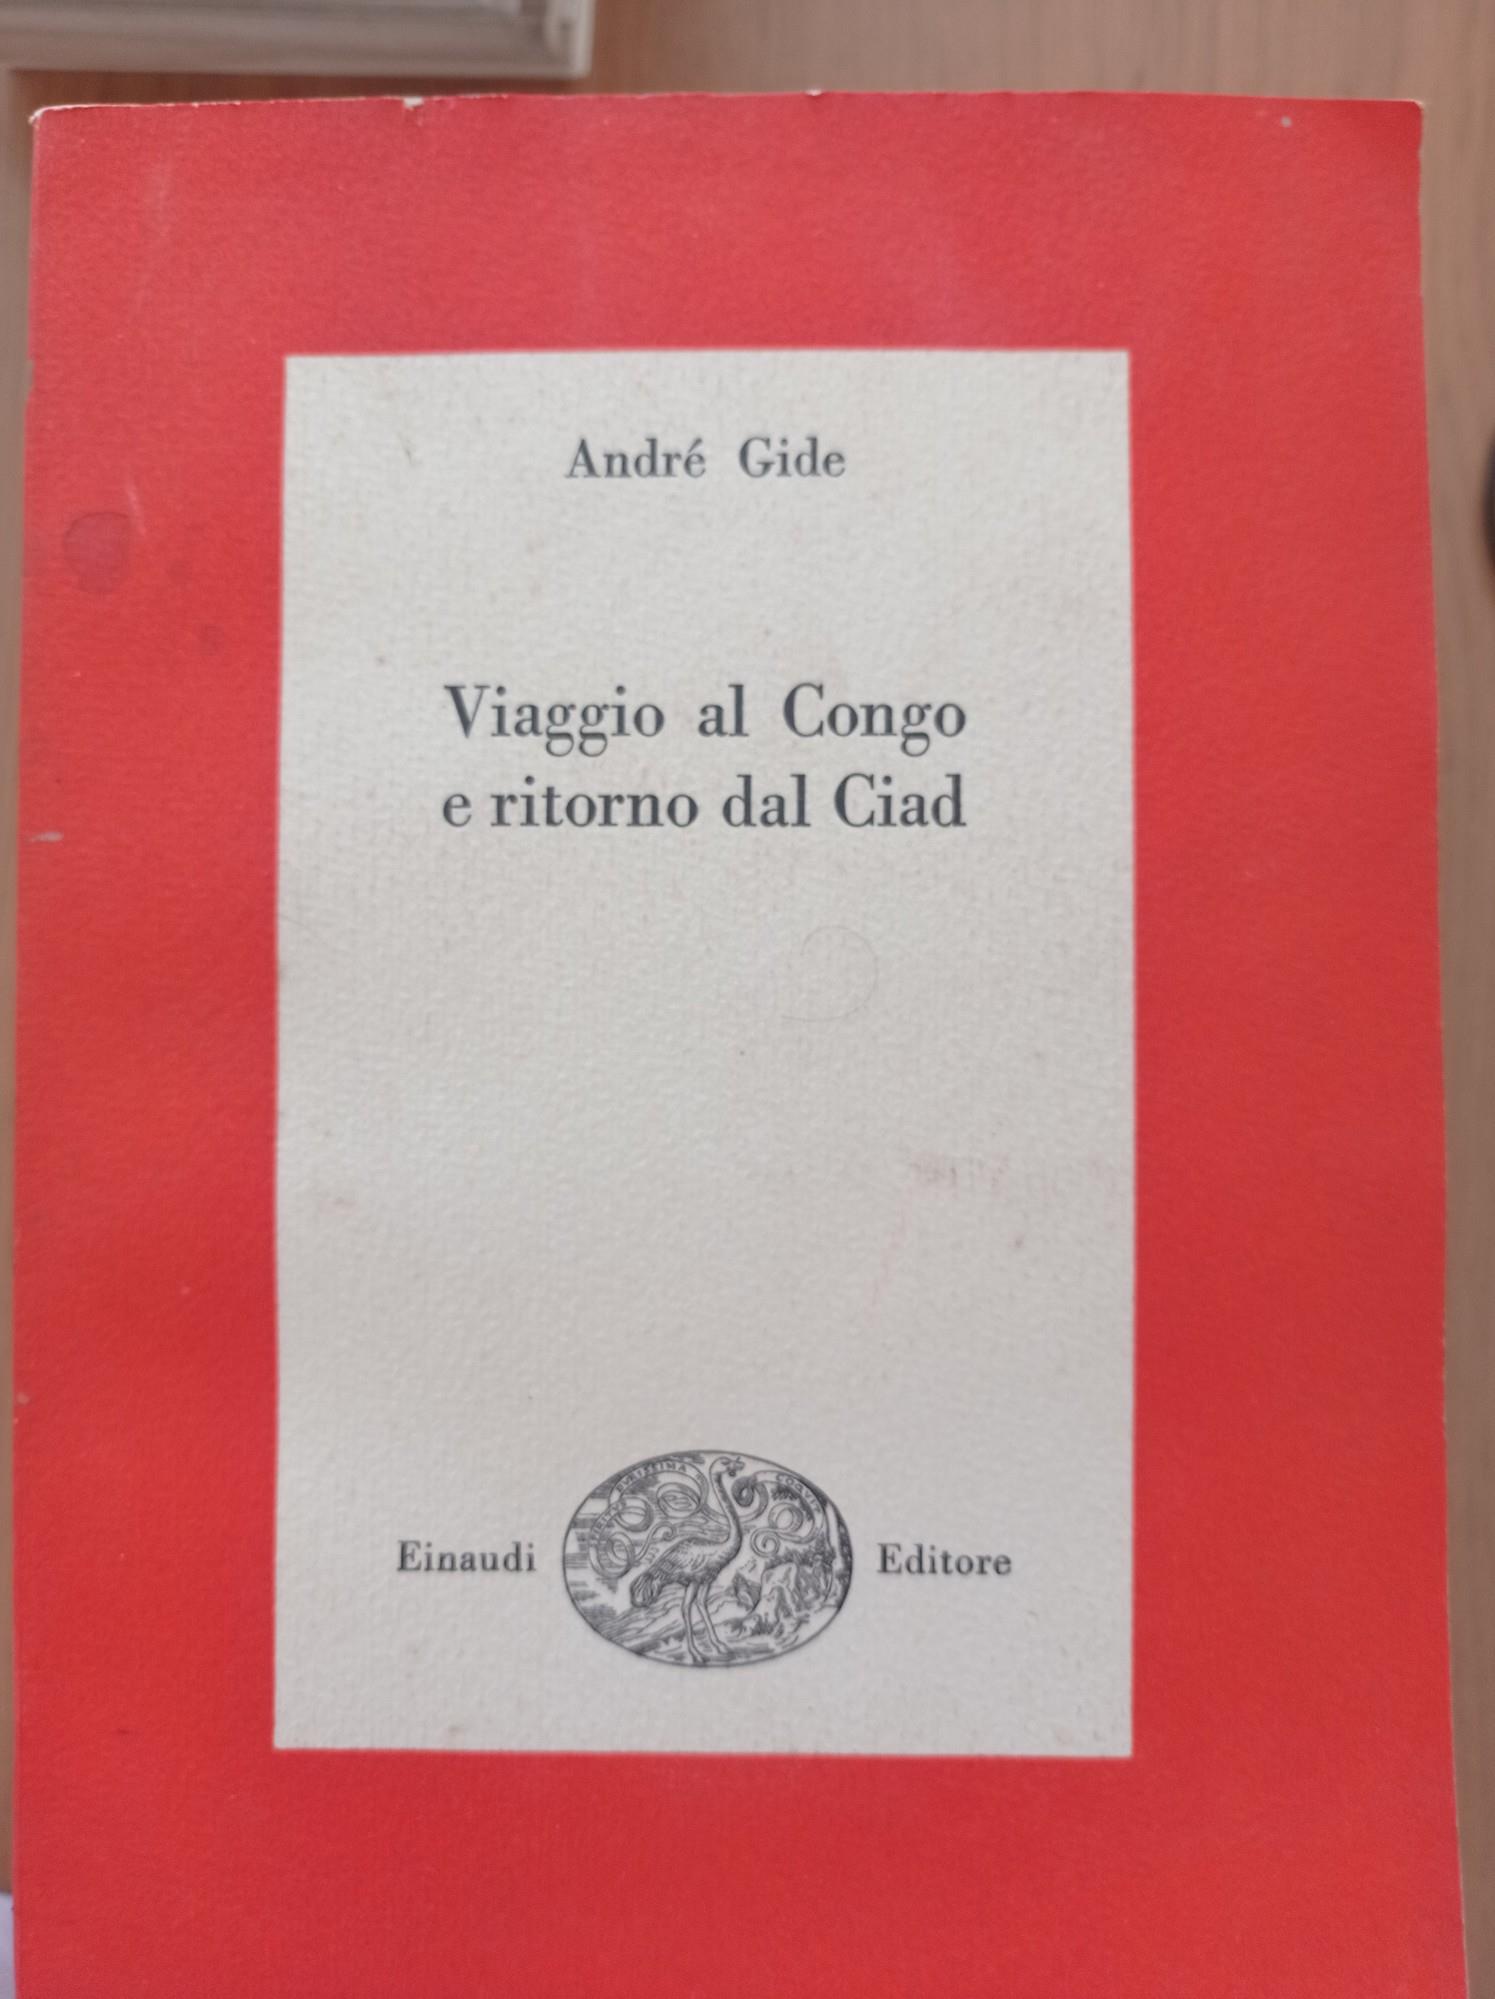 André Gide
Viaggio al Congo
e ritorno dal Ciad
Einaudi
Editore